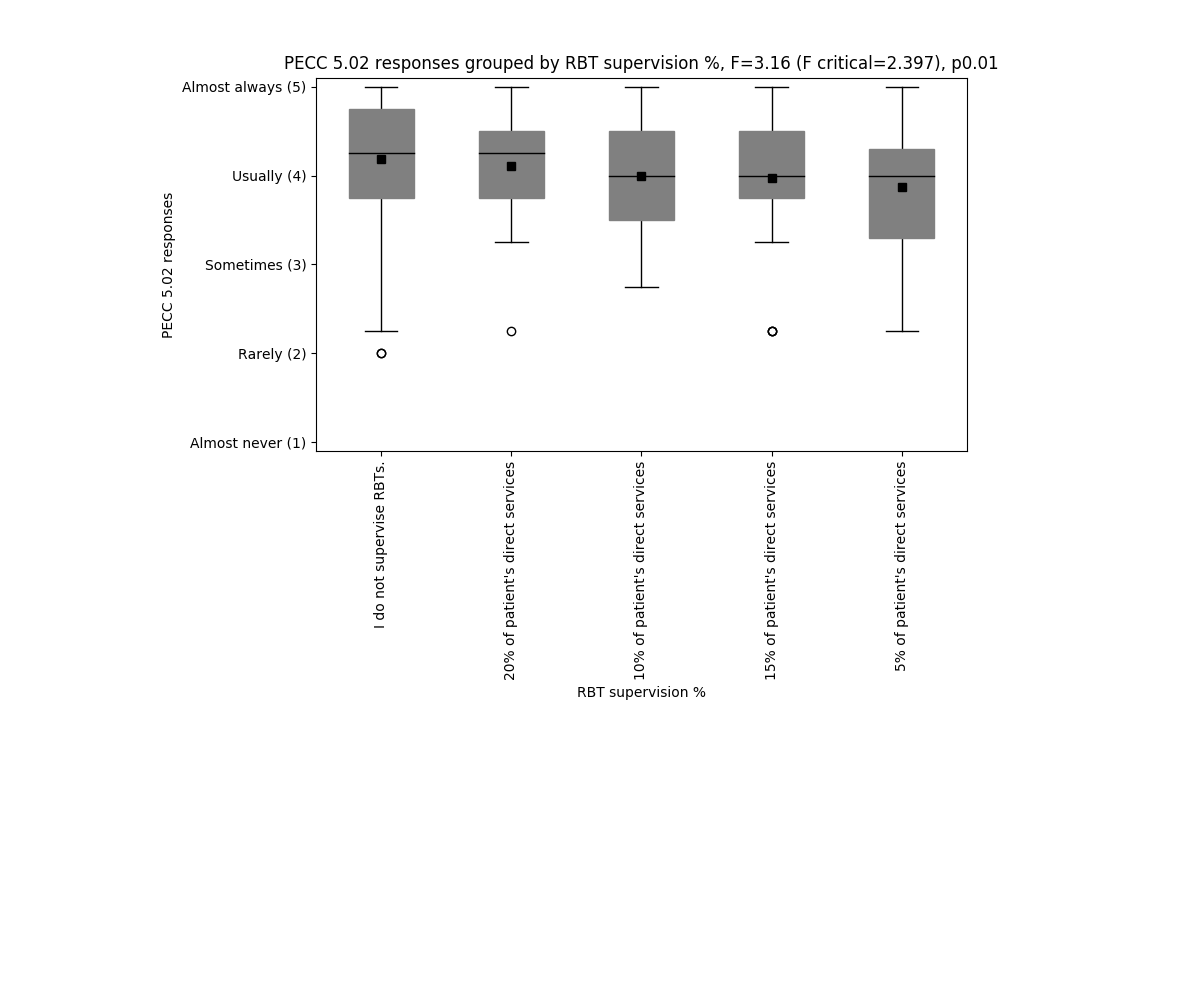 PECC 5.02 responses grouped by RBT supervision %, F=3.16 (F critical=2.397), p0.01
Almost always (5)
Usually (4)
Sometimes (3)
Rarely (2)
Almost never (1)
PECC 5.02 responses
I do not supervise RBTs.
20% of patient's direct services
10% of patient's direct services
15% of patient's direct services
5% of patient's direct services
RBT supervision %